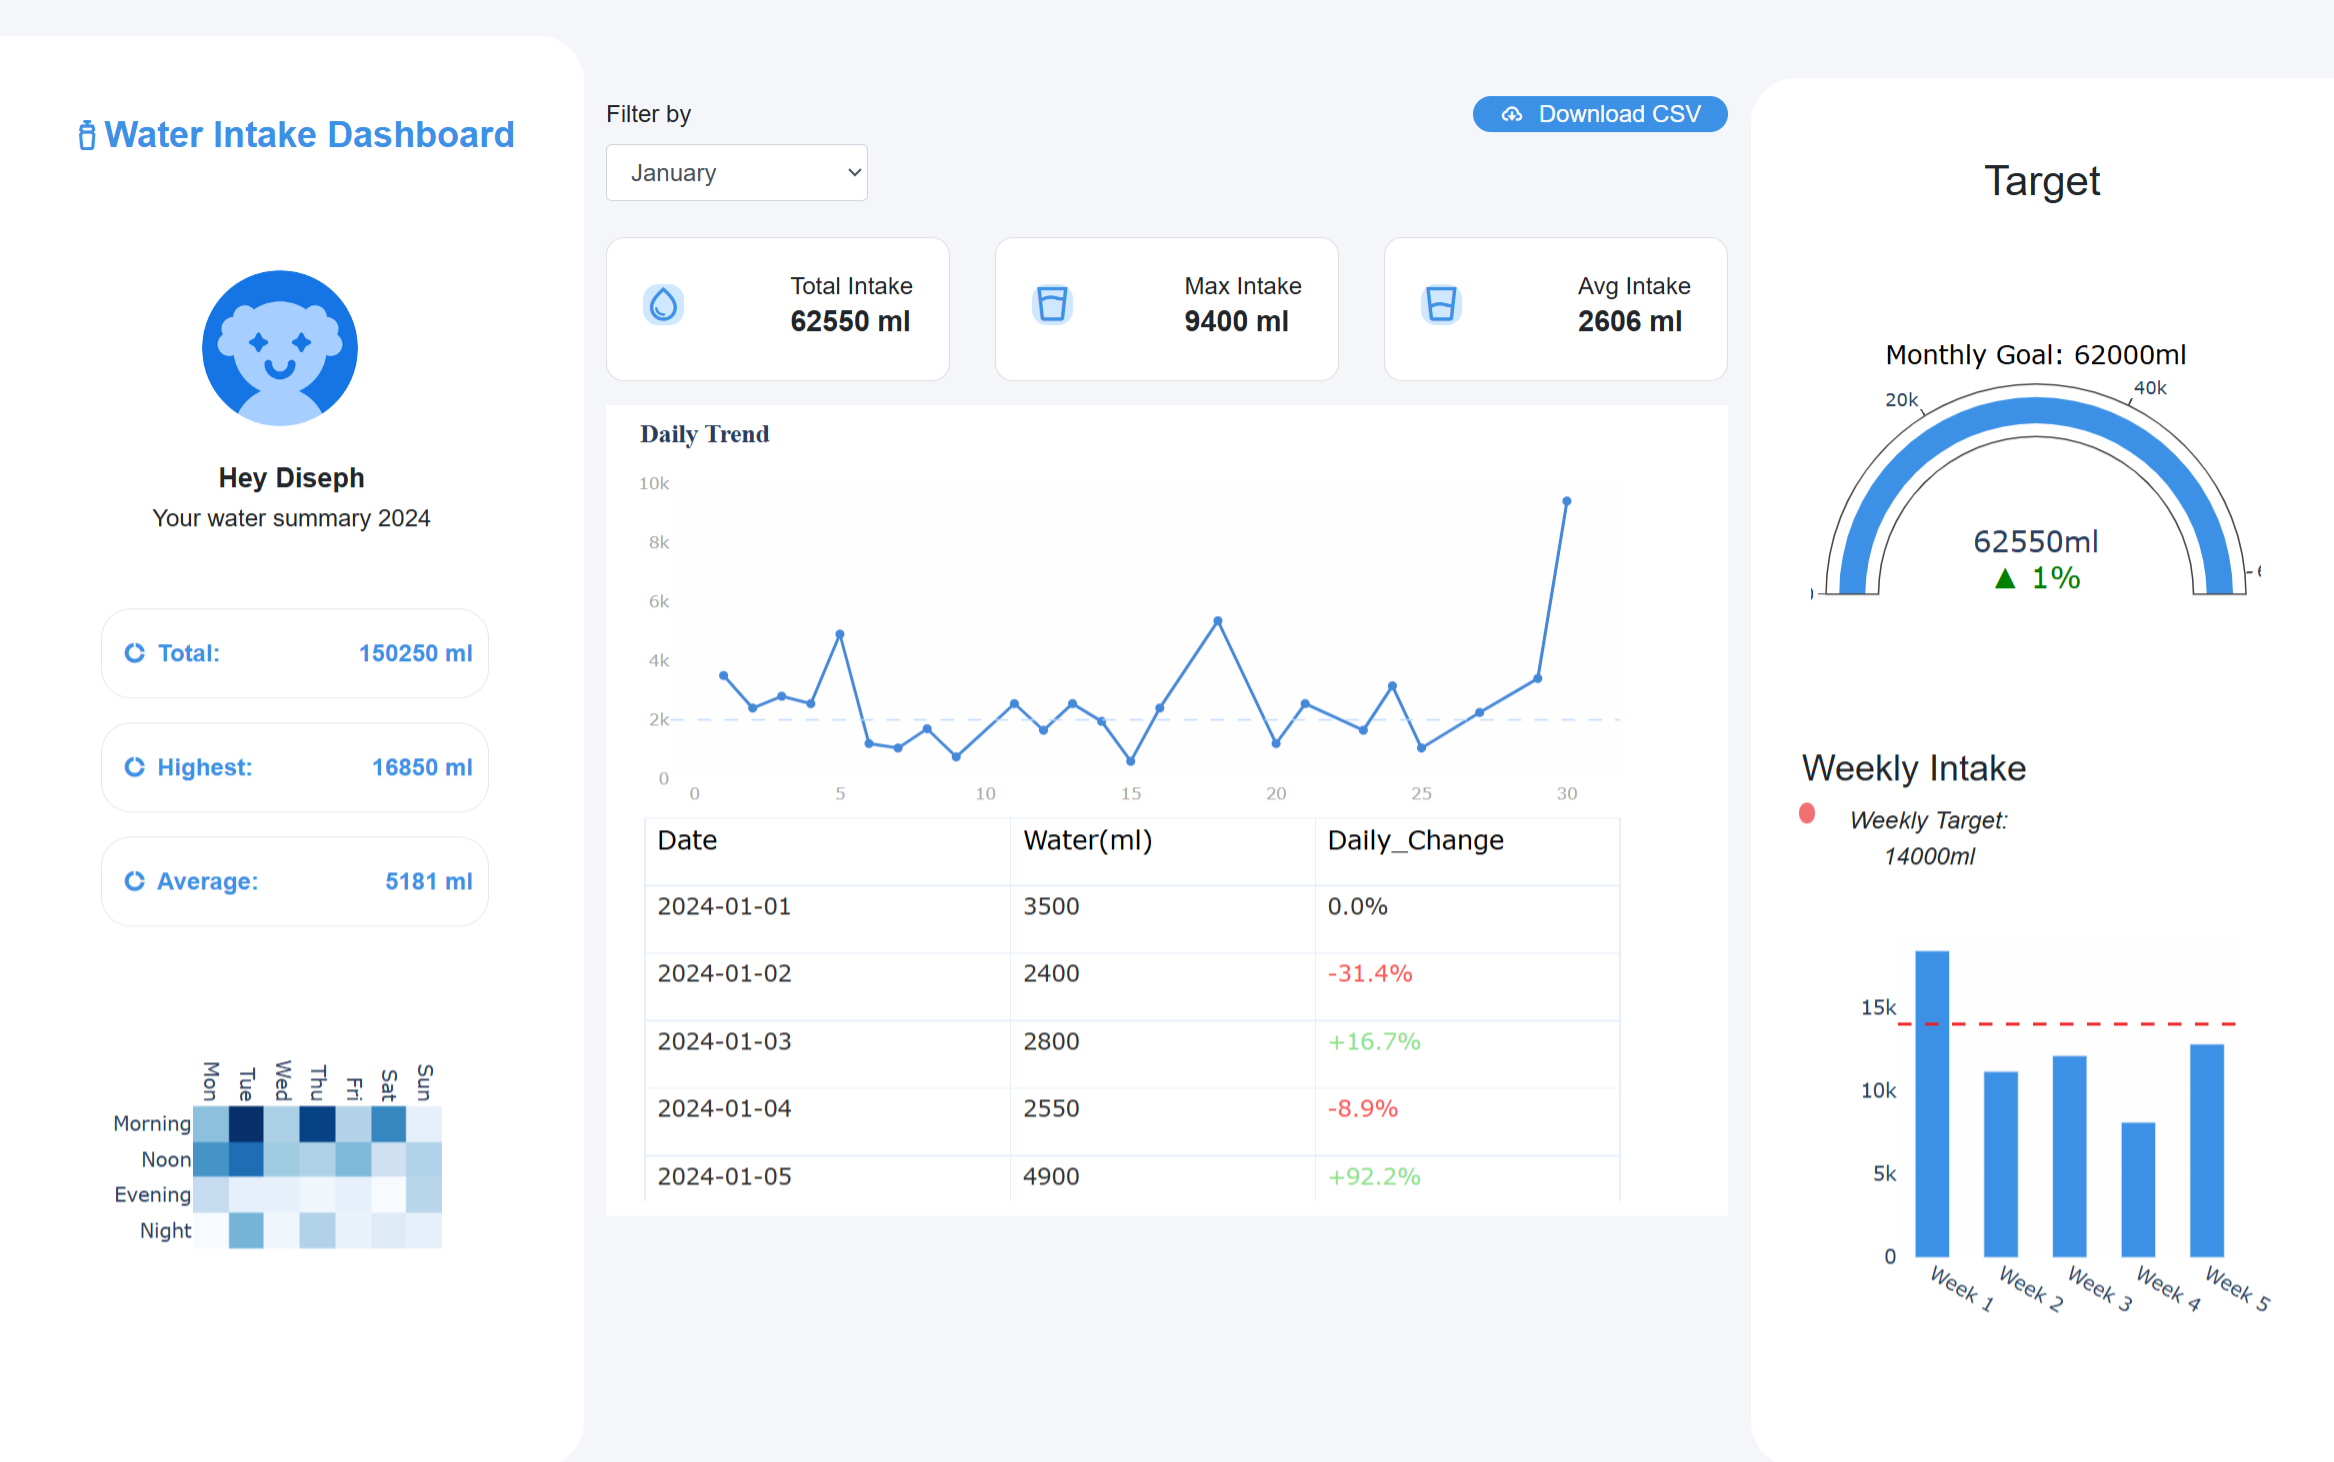 Water Intake Dashboard
Hey Diseph
Your water summary 2024
Total: 150250 ml
Highest: 16850 ml
Average: 5181 ml
Mon Tue Wed Thu Fri Sat Sun
Morning
Noon
Evening
Night
Filter by
Download CSV
January
Total Intake
62550 ml
Max Intake
9400 ml
Avg Intake
2606 ml
Daily Trend
10k
8k
6k
4k
2k
0
0 5 10 15 20 25 30
Date Water(ml) Daily_Change
2024-01-01 3500 0.0%
2024-01-02 2400 -31.4%
2024-01-03 2800 +16.7%
2024-01-04 2550 -8.9%
2024-01-05 4900 +92.2%
Target
Monthly Goal: 62000ml
20k 40k
62550ml
▲ 1%
Weekly Intake
Weekly Target:
14000ml
15k
10k
5k
0
Week 1 Week 2 Week 3 Week 4 Week 5